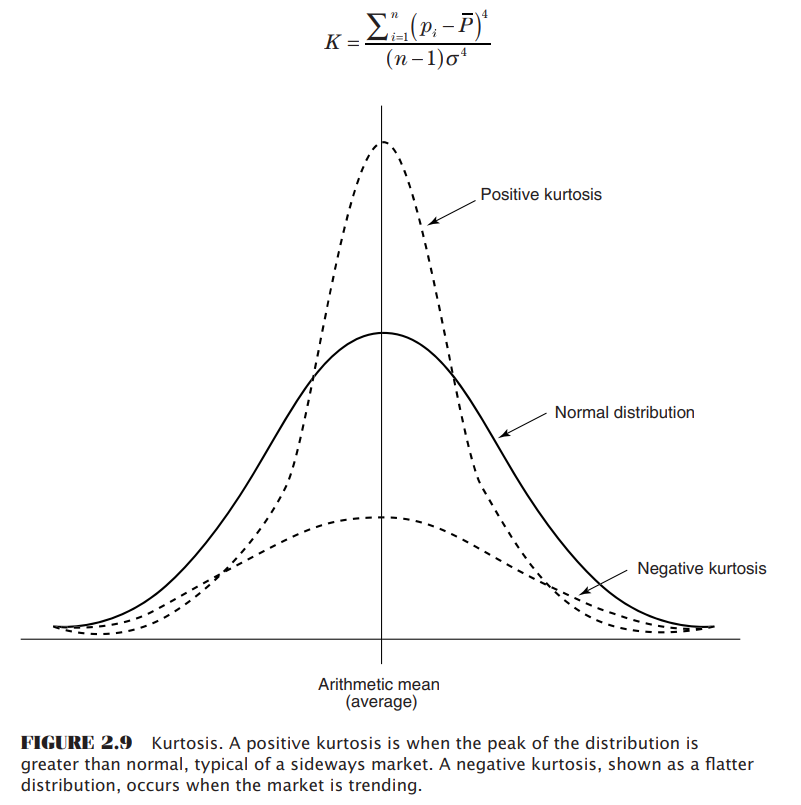 K = \frac{\sum_{i=1}^{n}(p_i - \overline{P})^4}{(n-1)\sigma^4}
Positive kurtosis
Normal distribution
Negative kurtosis
Arithmetic mean
(average)
FIGURE 2.9 Kurtosis. A positive kurtosis is when the peak of the distribution is
greater than normal, typical of a sideways market. A negative kurtosis, shown as a flatter
distribution, occurs when the market is trending.